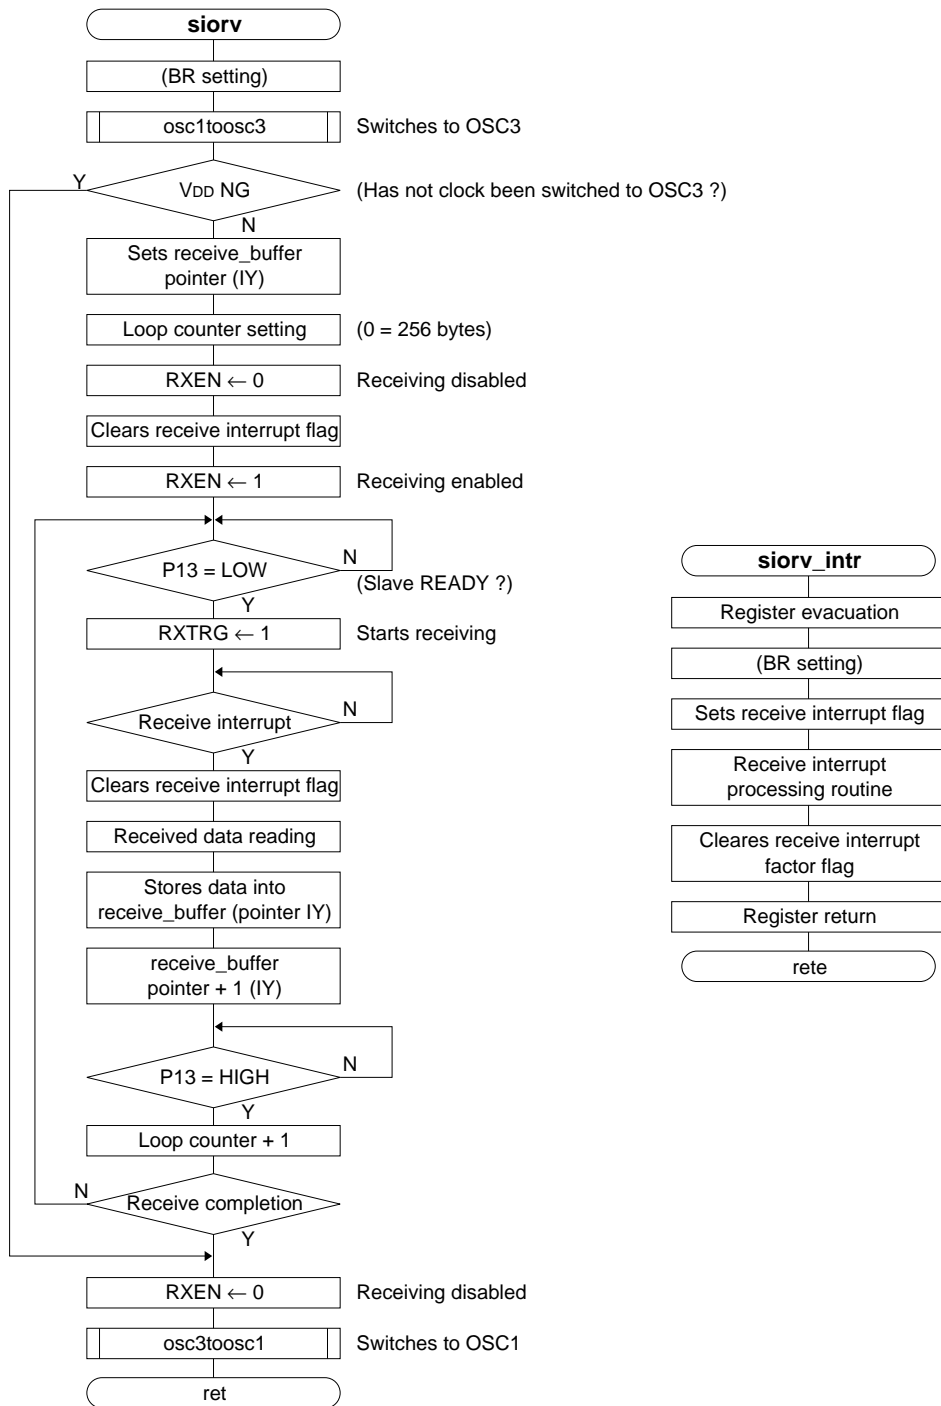 siorv
(BR setting)
osc1toosc3
Switches to OSC3
Y
VDD NG
(Has not clock been switched to OSC3 ?)
N
Sets receive_buffer
pointer (IY)
Loop counter setting
(0 = 256 bytes)
RXEN ← 0
Receiving disabled
Clears receive interrupt flag
RXEN ← 1
Receiving enabled
P13 = LOW
N
(Slave READY ?)
Y
RXTRG ← 1
Starts receiving
Receive interrupt
N
Y
Clears receive interrupt flag
Received data reading
Stores data into
receive_buffer (pointer IY)
receive_buffer
pointer + 1 (IY)
P13 = HIGH
N
Y
Loop counter + 1
N
Receive completion
Y
RXEN ← 0
Receiving disabled
osc3toosc1
Switches to OSC1
ret
siorv_intr
Register evacuation
(BR setting)
Sets receive interrupt flag
Receive interrupt
processing routine
Cleares receive interrupt
factor flag
Register return
rete